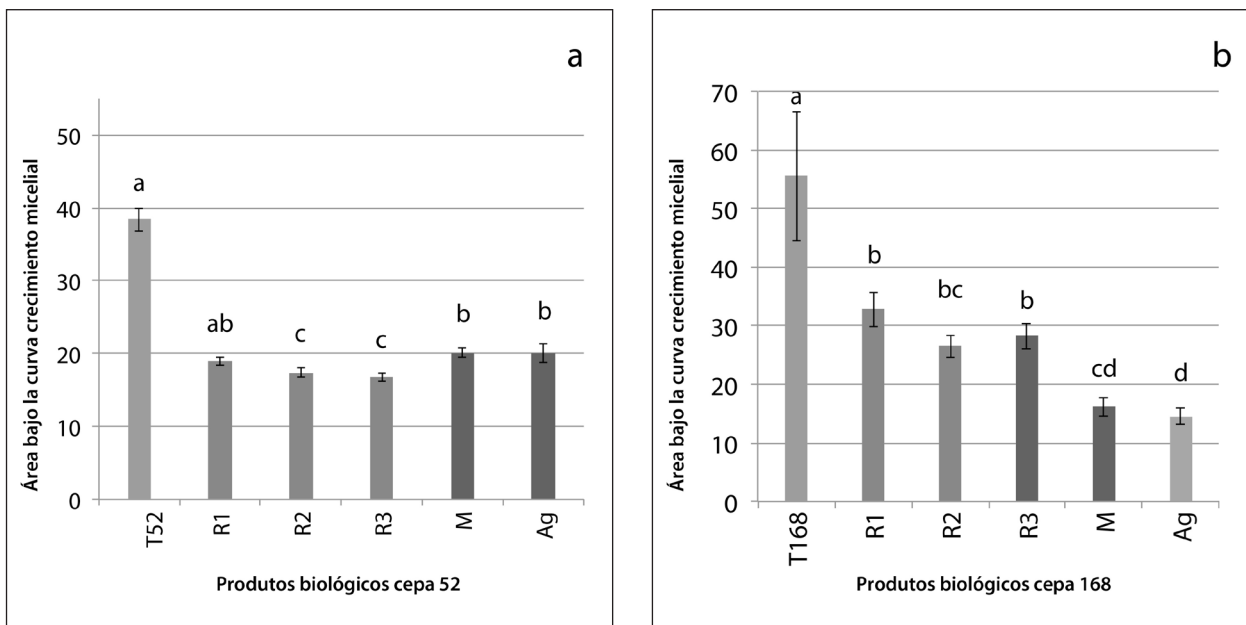 a
Área bajo la curva crecimiento micelial
50
40
30
20
10
0
a
ab
c
c
b
b
T52
R1
R2
R3
M
Ag
Produtos biológicos cepa 52
b
Área bajo la curva crecimiento micelial
70
60
50
40
30
20
10
0
a
b
bc
b
cd
d
T168
R1
R2
R3
M
Ag
Produtos biológicos cepa 168